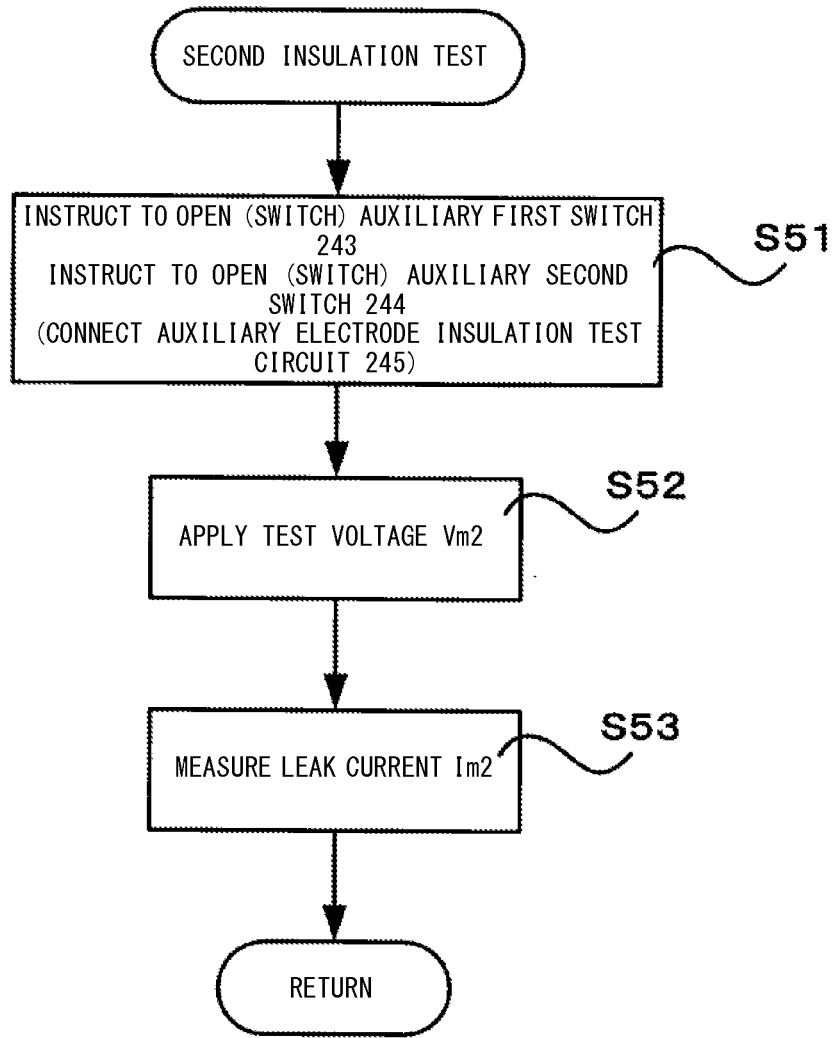 SECOND INSULATION TEST
INSTRUCT TO OPEN (SWITCH) AUXILIARY FIRST SWITCH
243
INSTRUCT TO OPEN (SWITCH) AUXILIARY SECOND
SWITCH 244
(CONNECT AUXILIARY ELECTRODE INSULATION TEST
CIRCUIT 245)
S51
APPLY TEST VOLTAGE Vm2
S52
MEASURE LEAK CURRENT Im2
S53
RETURN